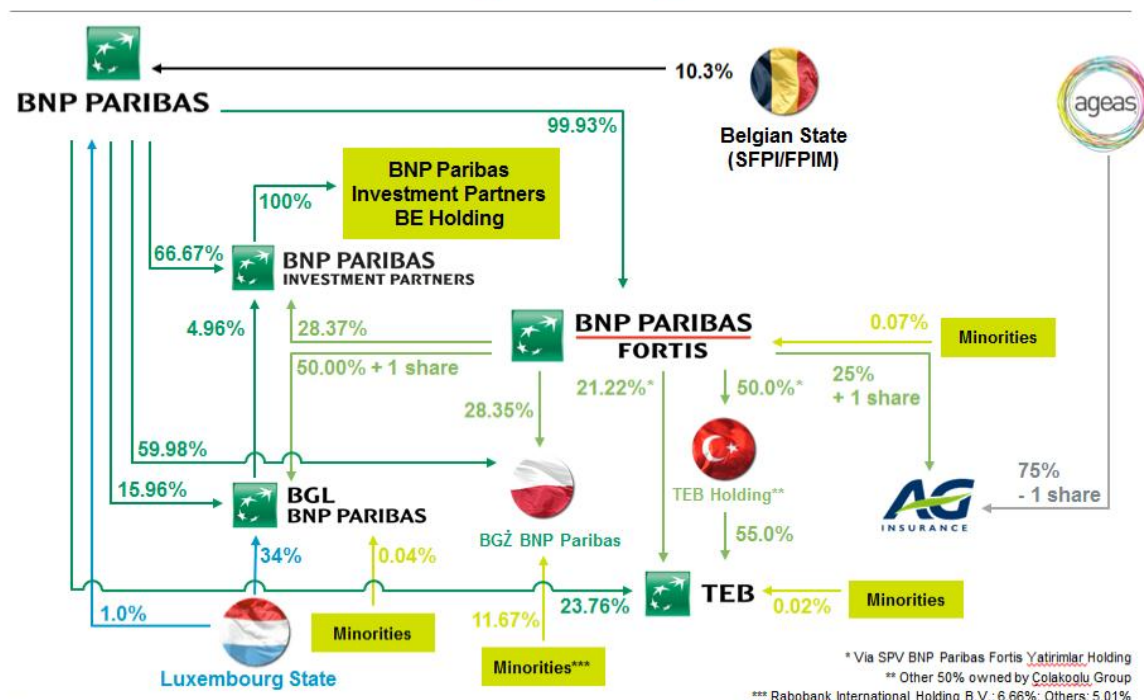 BNP PARIBAS
10.3%
Belgian State
(SFPI/FPIM)
ageas
99.93%
BNP Paribas
Investment Partners
BE Holding
100%
66.67%
BNP PARIBAS
INVESTMENT PARTNERS
4.96%
28.37%
50.00% + 1 share
BNP PARIBAS
FORTIS
0.07%
Minorities
28.35%
21.22%*
50.0%*
25%
+ 1 share
59.98%
15.96%
BGL
BNP PARIBAS
BGŻ BNP Paribas
TEB Holding**
AG
INSURANCE
75%
- 1 share
34%
0.04%
55.0%
1.0%
Luxembourg State
Minorities
11.67%
Minorities***
23.76%
TEB
0.02%
Minorities
* Via SPV BNP Paribas Fortis Yatirimlar Holding
** Other 50% owned by Çolakoglu Group
*** Rabobank International Holding B.V.: 6.66%; Others: 5.01%